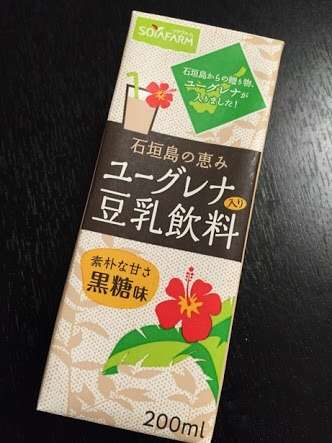 SOYAFARM
石垣島からの贈り物、
ユーグレナが
入りました!
石垣島の恵み
ユーグレナ入り
豆乳飲料
素朴な甘さ
黒糖味
200ml